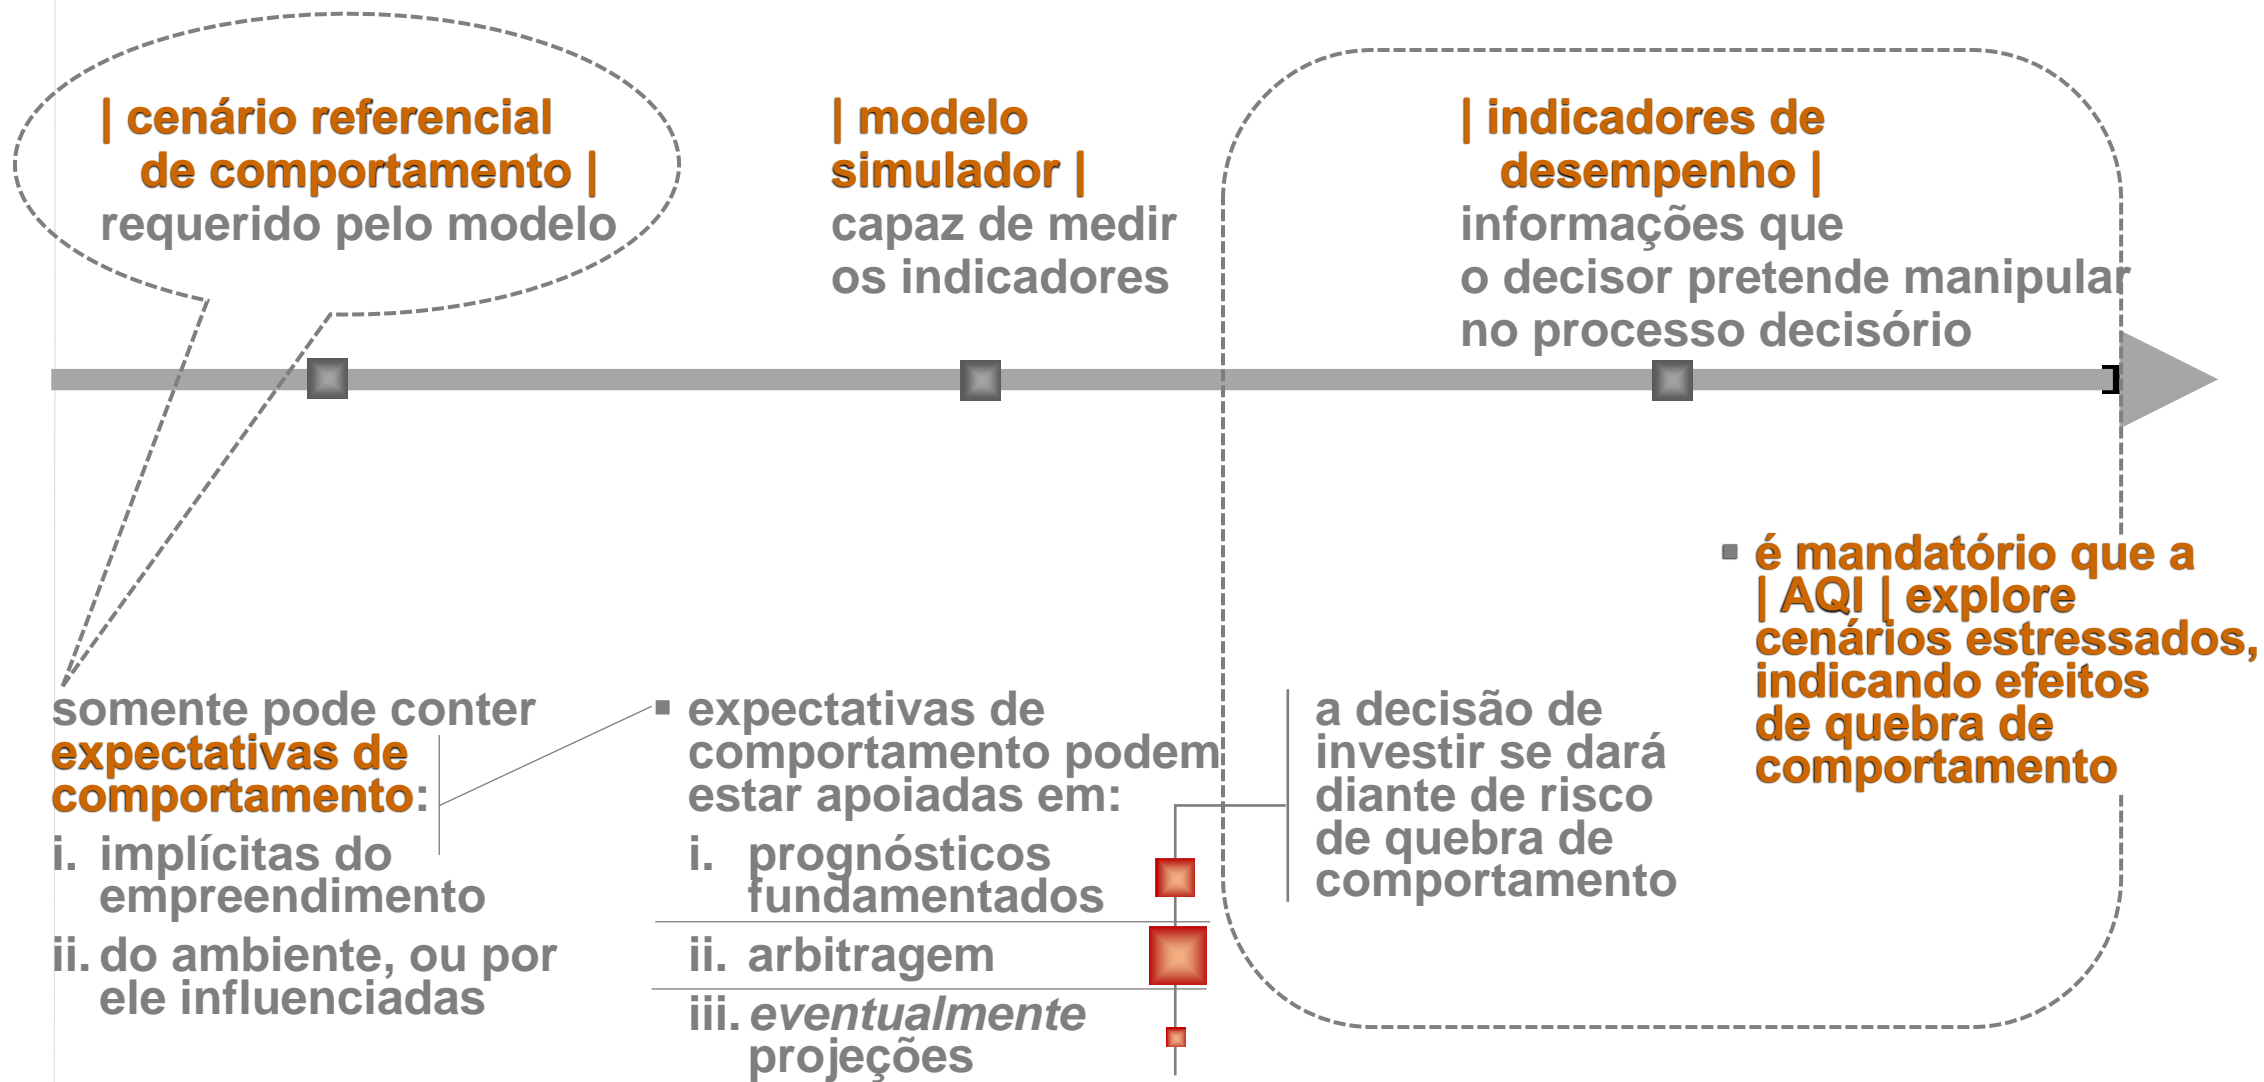 | cenário referencial
de comportamento |
requerido pelo modelo
| modelo
simulador |
capaz de medir
os indicadores
| indicadores de
desempenho |
informações que
o decisor pretende manipular
no processo decisório
]
somente pode conter
expectativas de
comportamento:
i. implícitas do
empreendimento
ii. do ambiente, ou por
ele influenciadas
▪ expectativas de
comportamento podem
estar apoiadas em:
i. prognósticos
fundamentados
ii. arbitragem
iii. eventualmente
projeções
a decisão de
investir se dará
diante de risco
de quebra de
comportamento
▪ é mandatório que a
| AQI | explore
cenários estressados,
indicando efeitos
de quebra de
comportamento